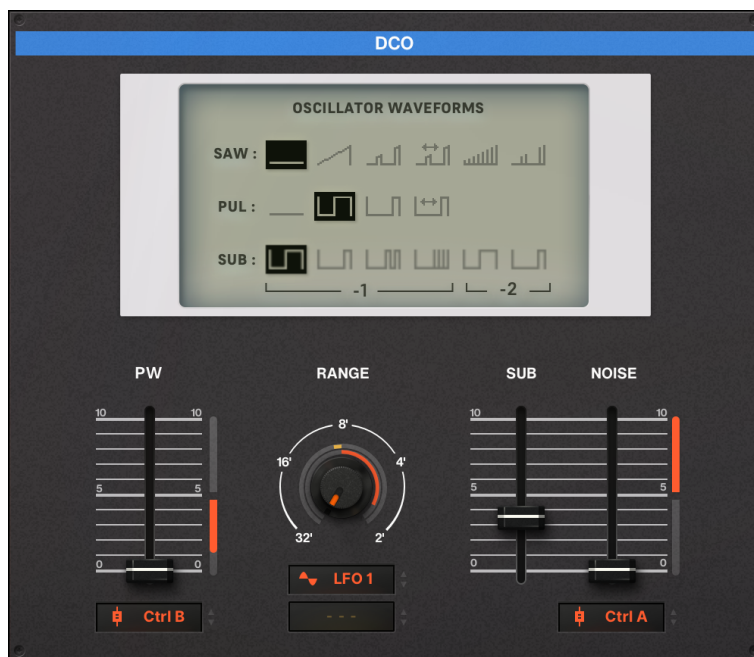 DCO
OSCILLATOR WAVEFORMS
SAW :
PUL :
SUB :
-1 -2
PW RANGE SUB NOISE
10 10 8' 10 10
16' 4'
5 5 5 5
32' 2'
0 0 0 0
LFO 1
- - -
Ctrl B Ctrl A